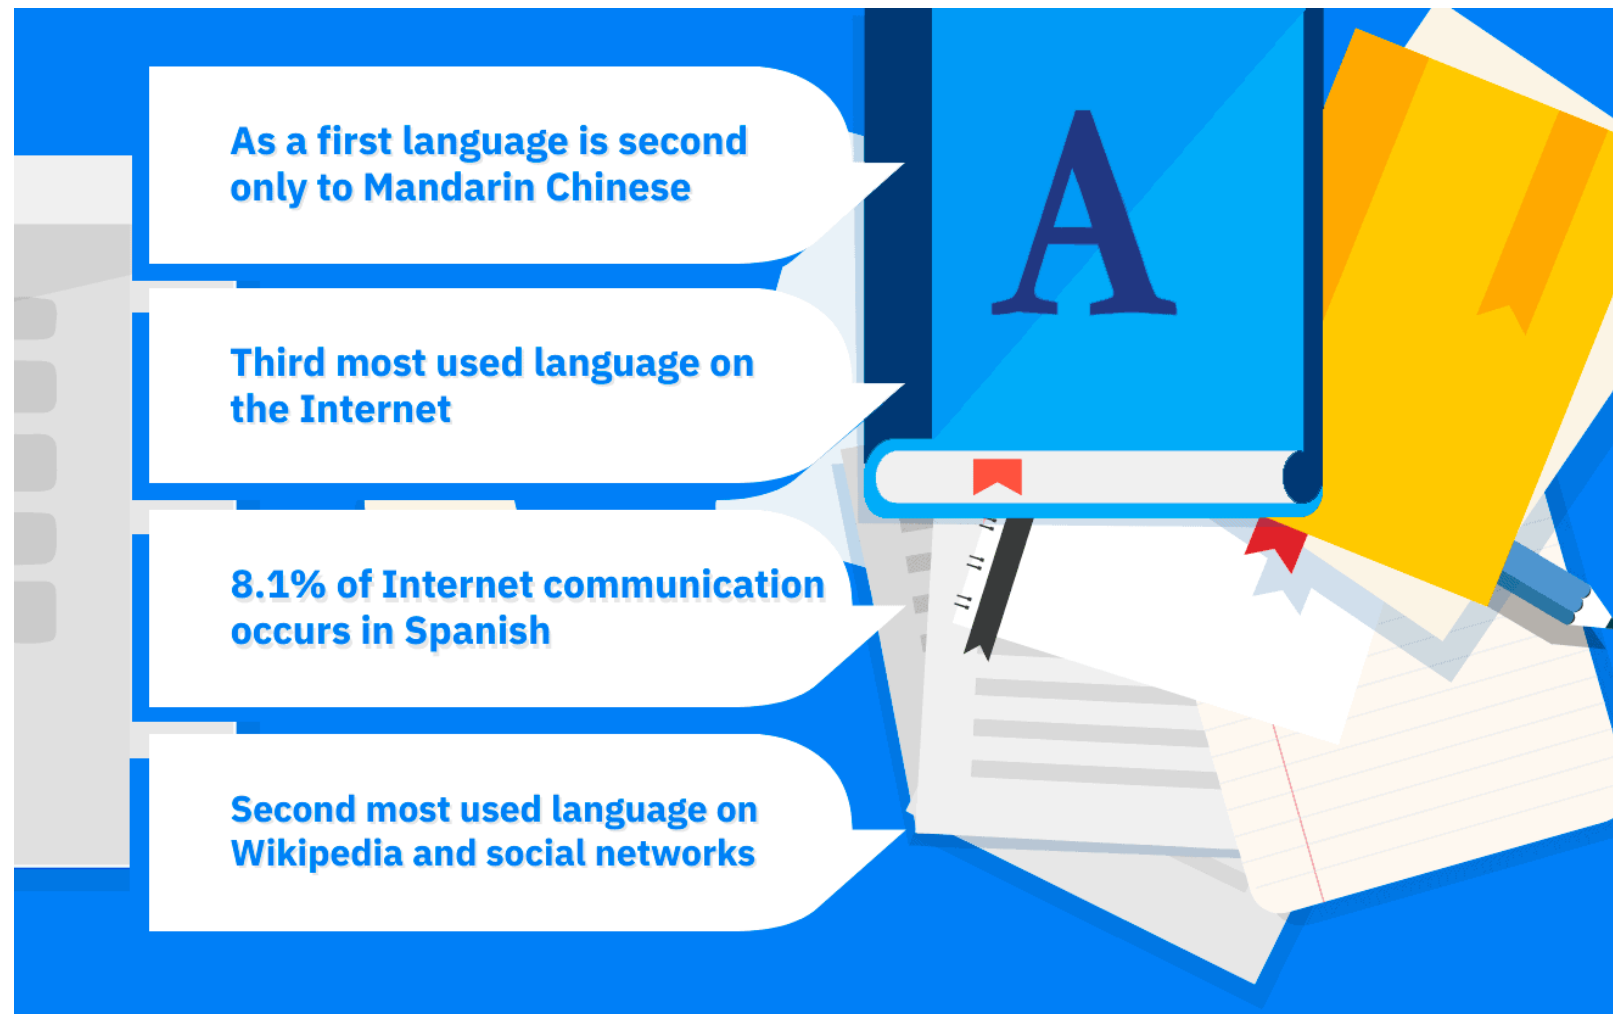 As a first language is second
only to Mandarin Chinese
Third most used language on
the Internet
8.1% of Internet communication
occurs in Spanish
Second most used language on
Wikipedia and social networks
A